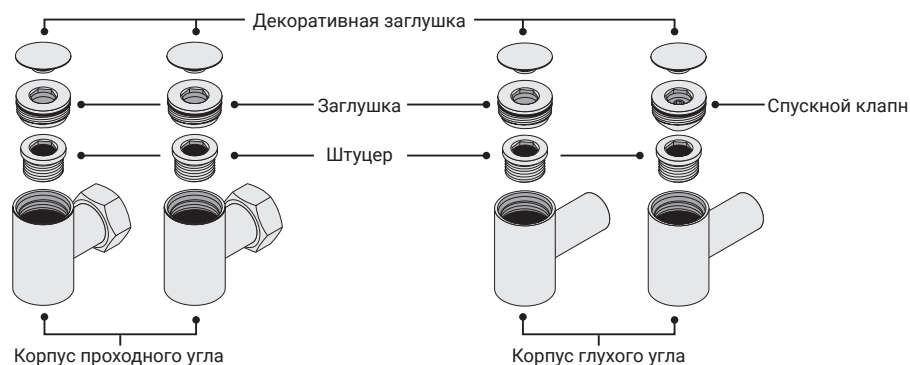 Декоративная заглушка
Заглушка
Спускной клапн
Штуцер
Корпус проходного угла
Корпус глухого угла